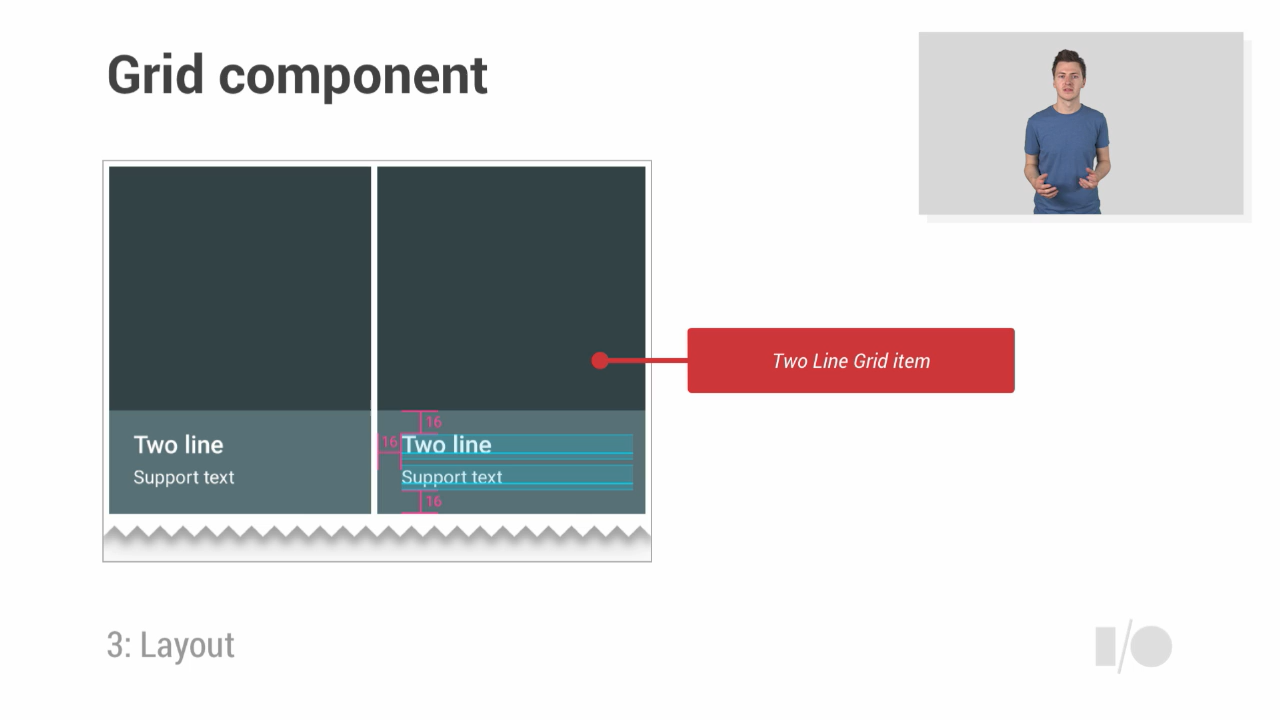 Grid component
Two Line Grid item
16
Two line
16
Two line
Support text
Support text
16
3: Layout
I/O